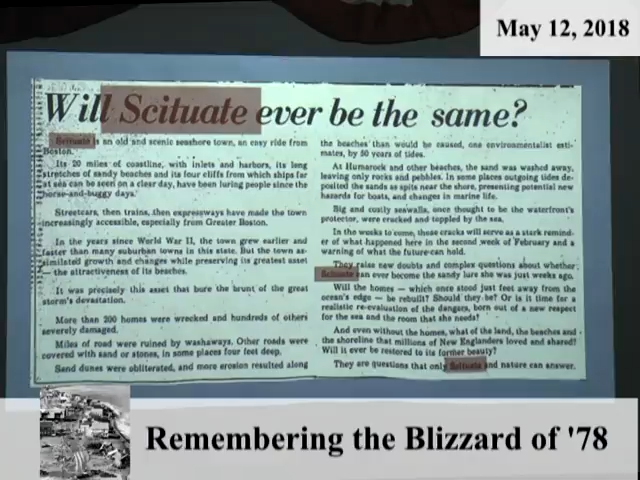 May 12, 2018
Will Scituate ever be the same?
Scituate is an old and scenic seashore town, an easy ride from
Boston.
Its 20 miles of coastline, with inlets and harbors, its long
stretches of sandy beaches and its four cliffs from which ships far
at sea can be seen on a clear day, have been luring people since the
horse-and-buggy days.
Streetcars, then trains, then expressways have made the town
increasingly accessible, especially from Greater Boston.
In the years since World War II, the town grew earlier and
faster than many suburban towns in this state. But the town as-
similated growth and changes while preserving its greatest asset
— the attractiveness of its beaches.
It was precisely this asset that bore the brunt of the great
storm's devastation.
More than 200 homes were wrecked and hundreds of others
severely damaged.
Miles of road were ruined by washaways. Other roads were
covered with sand or stones, in some places four feet deep.
Sand dunes were obliterated, and more erosion resulted along
the beaches than would be caused, one environmentalist esti-
mates, by 50 years of tides.
At Humarock and other beaches, the sand was washed away,
leaving only rocks and pebbles. In some places outgoing tides de-
posited the sands as spits near the shore, presenting potential new
hazards for boats, and changes in marine life.
Big and costly seawalls, once thought to be the waterfront's
protector, were cracked and toppled by the sea.
In the weeks to come, those cracks will serve as a stark remind-
er of what happened here in the second week of February and a
warning of what the future can hold.
They raise new doubts and complex questions about whether
Scituate can ever become the sandy lure she was just weeks ago.
Will the homes — which once stood just feet away from the
ocean's edge — be rebuilt? Should they be? Or is it time for a
realistic re-evaluation of the dangers, born out of a new respect
for the sea and the room that she needs?
And even without the homes, what of the land, the beaches and
the shoreline that millions of New Englanders loved and shared?
Will it ever be restored to its former beauty?
They are questions that only Scituate and nature can answer.
Remembering the Blizzard of '78